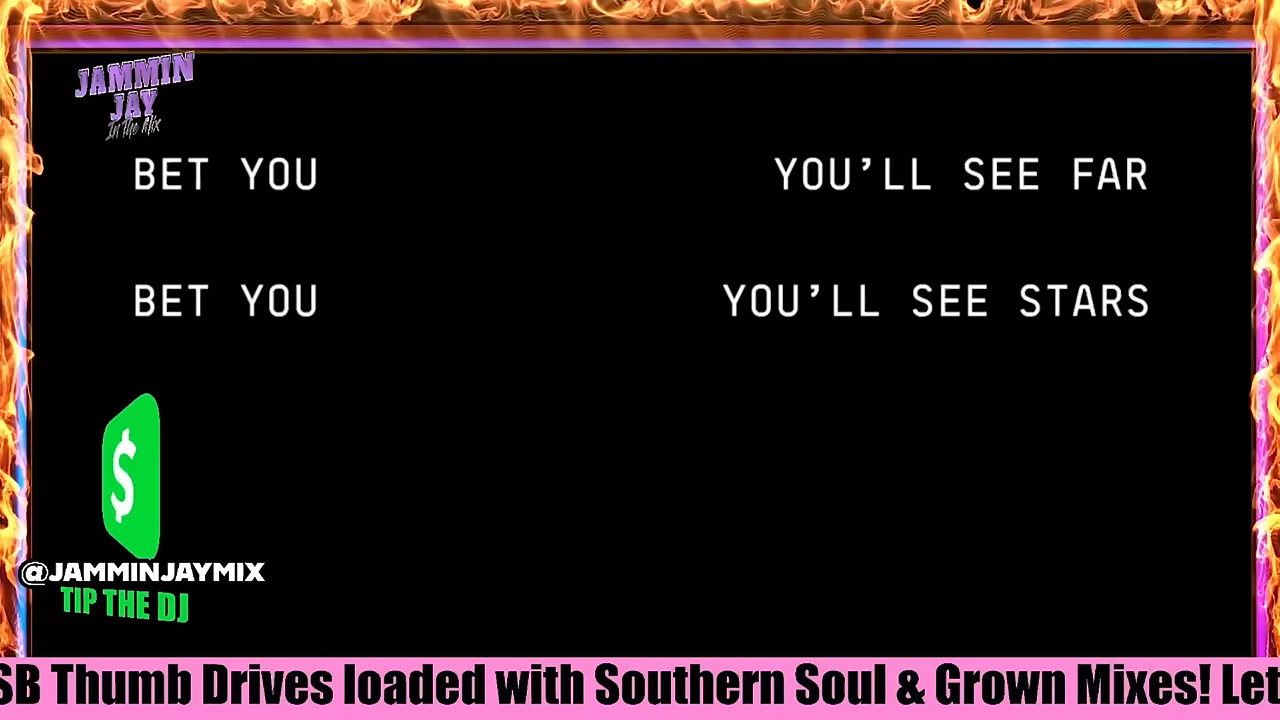 JAMMIN
JAY
In the Mix
BET YOU YOU’LL SEE FAR
BET YOU YOU’LL SEE STARS
$
@JAMMINJAYMIX
TIP THE DJ
SB Thumb Drives loaded with Southern Soul & Grown Mixes! Let